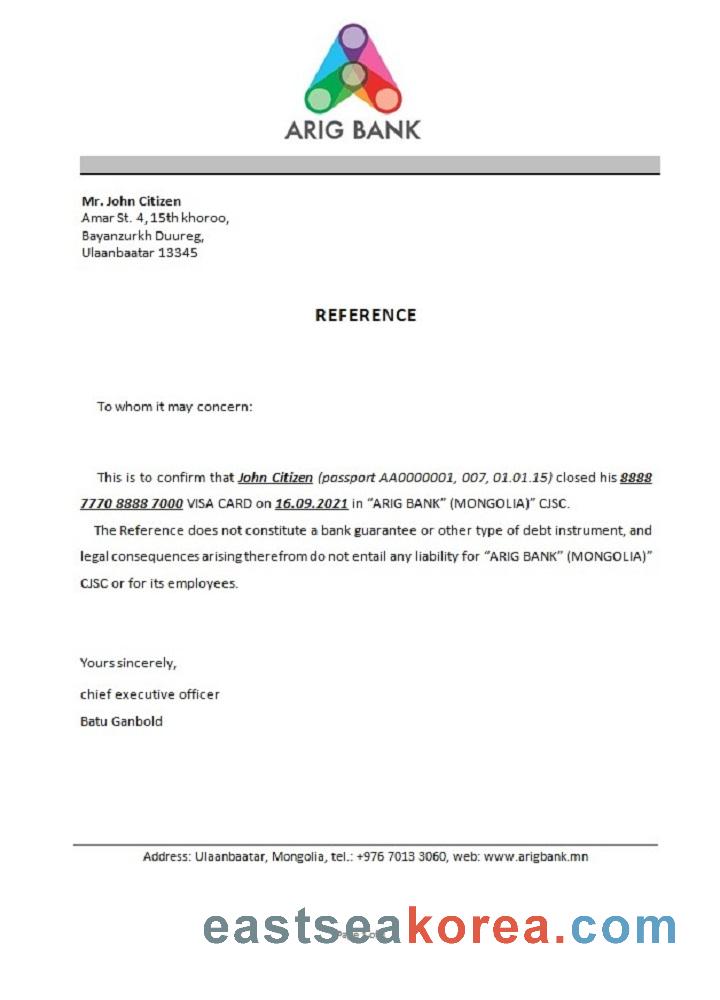 ARIG BANK
Mr. John Citizen
Amar St. 4, 15th khoroo,
Bayanzurkh Duureg,
Ulaanbaatar 13345
REFERENCE
To whom it may concern:
This is to confirm that John Citizen (passport AA0000001, 007, 01.01.15) closed his 8888
7770 8888 7000 VISA CARD on 16.09.2021 in “ARIG BANK” (MONGOLIA)” CJSC.
The Reference does not constitute a bank guarantee or other type of debt instrument, and
legal consequences arising therefrom do not entail any liability for “ARIG BANK” (MONGOLIA)”
CJSC or for its employees.
Yours sincerely,
chief executive officer
Batu Ganbold
Address: Ulaanbaatar, Mongolia, tel.: +976 7013 3060, web: www.arigbank.mn
eastseakorea.com